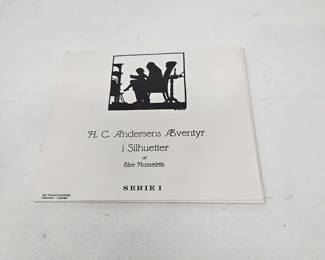 H. C. Andersens Æventyr
i Silhuetter
af
Else Hasselriis
SERIE I